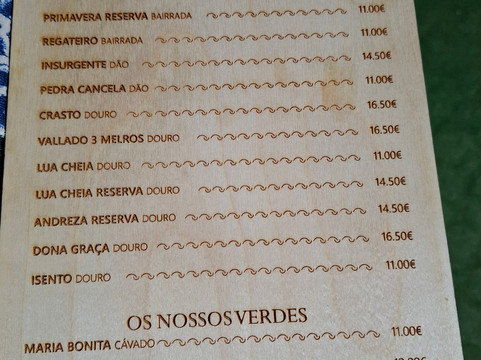 PRIMAVERA RESERVA BAIRRADA 11.00€
REGATEIRO BAIRRADA 11.00€
INSURGENTE DÃO 14.50€
PEDRA CANCELA DÃO 11.00€
CRASTO DOURO 16.50€
VALLADO 3 MELROS DOURO 16.50€
LUA CHEIA DOURO 11.00€
LUA CHEIA RESERVA DOURO 14.50€
ANDREZA RESERVA DOURO 14.50€
DONA GRAÇA DOURO 16.50€
ISENTO DOURO 11.00€
OS NOSSOS VERDES
MARIA BONITA CÁVADO 11.00€